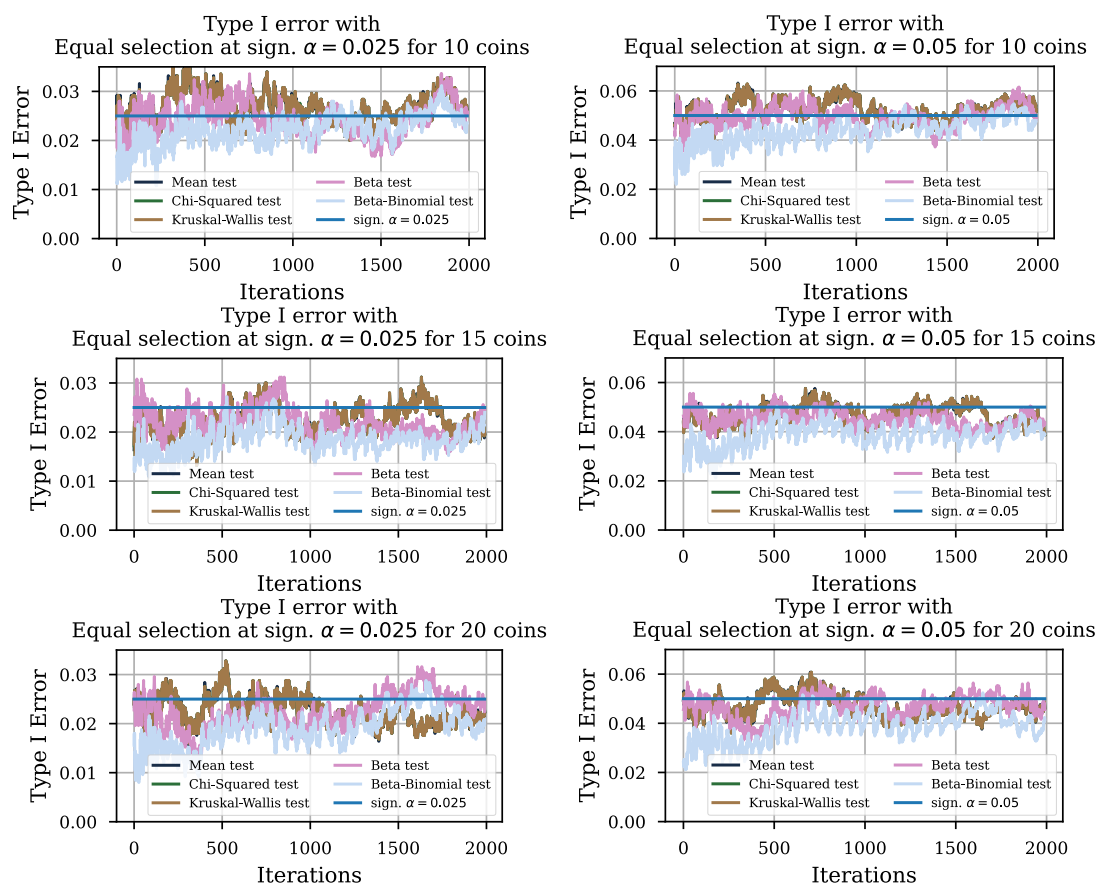 Type I error with
Equal selection at sign. α = 0.025 for 10 coins
Type I Error
0.03
0.02
0.01
0.00
Mean test
Chi-Squared test
Kruskal-Wallis test
Beta test
Beta-Binomial test
sign. α = 0.025
0 500 1000 1500 2000
Iterations
Type I error with
Equal selection at sign. α = 0.05 for 10 coins
Type I Error
0.06
0.04
0.02
0.00
Mean test
Chi-Squared test
Kruskal-Wallis test
Beta test
Beta-Binomial test
sign. α = 0.05
0 500 1000 1500 2000
Iterations
Type I error with
Equal selection at sign. α = 0.025 for 15 coins
Type I Error
0.03
0.02
0.01
0.00
Mean test
Chi-Squared test
Kruskal-Wallis test
Beta test
Beta-Binomial test
sign. α = 0.025
0 500 1000 1500 2000
Iterations
Type I error with
Equal selection at sign. α = 0.05 for 15 coins
Type I Error
0.06
0.04
0.02
0.00
Mean test
Chi-Squared test
Kruskal-Wallis test
Beta test
Beta-Binomial test
sign. α = 0.05
0 500 1000 1500 2000
Iterations
Type I error with
Equal selection at sign. α = 0.025 for 20 coins
Type I Error
0.03
0.02
0.01
0.00
Mean test
Chi-Squared test
Kruskal-Wallis test
Beta test
Beta-Binomial test
sign. α = 0.025
0 500 1000 1500 2000
Iterations
Type I error with
Equal selection at sign. α = 0.05 for 20 coins
Type I Error
0.06
0.04
0.02
0.00
Mean test
Chi-Squared test
Kruskal-Wallis test
Beta test
Beta-Binomial test
sign. α = 0.05
0 500 1000 1500 2000
Iterations